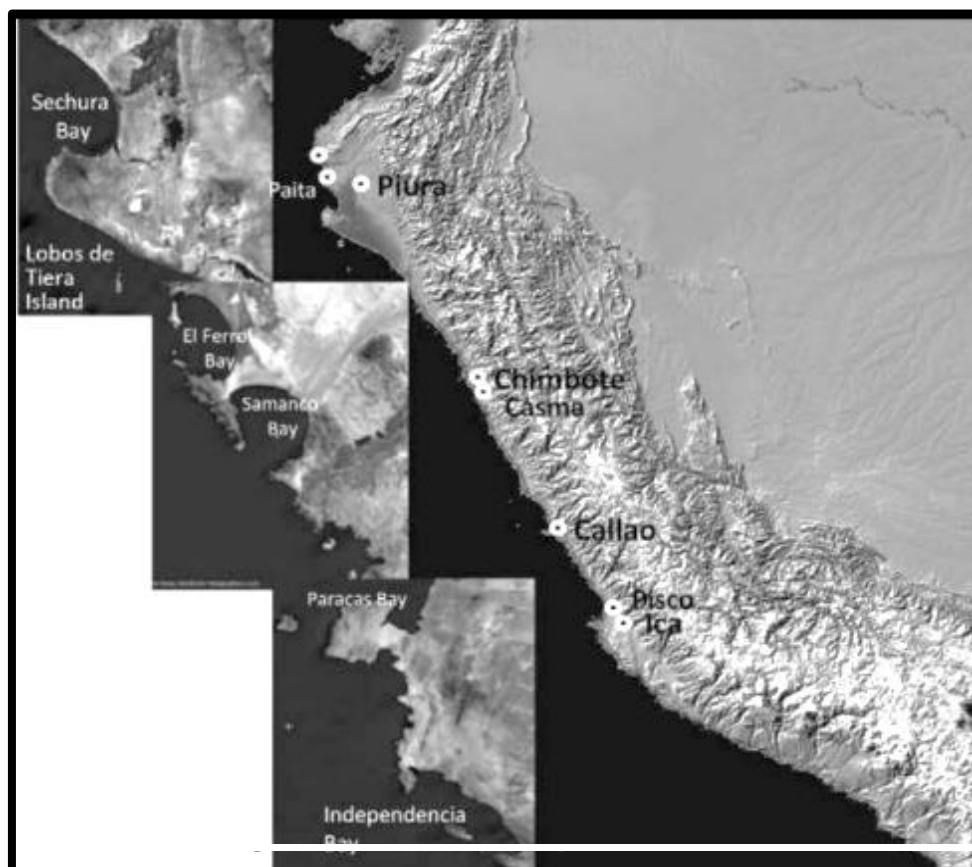 Sechura
Bay
Paita
Piura
Lobos de
Tiera
Island
El Ferrol
Bay
Samanco
Bay
Chimbote
Casma
Callao
Paracas Bay
Pisco
Ica
Independencia
Bay